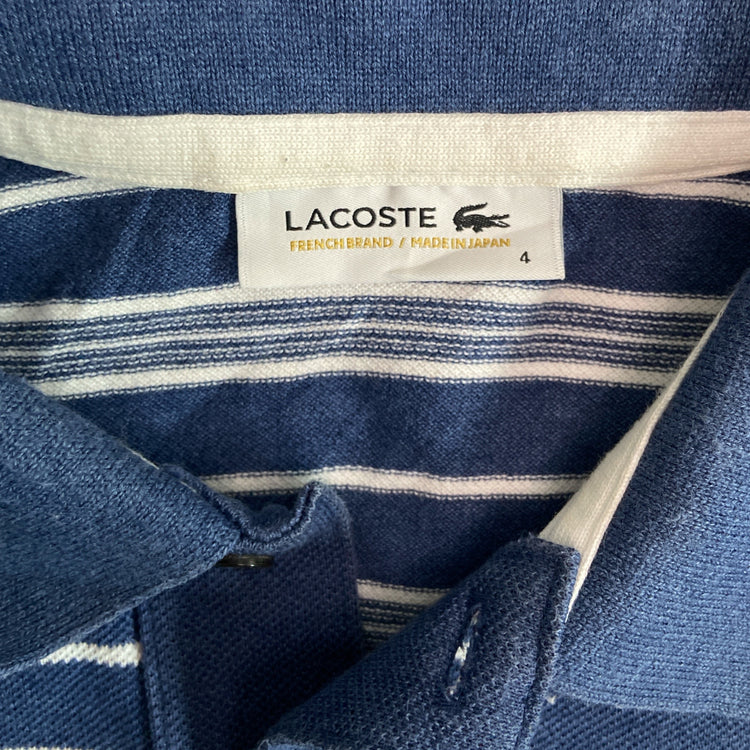 LACOSTE
FRENCH BRAND / MADE IN JAPAN
4